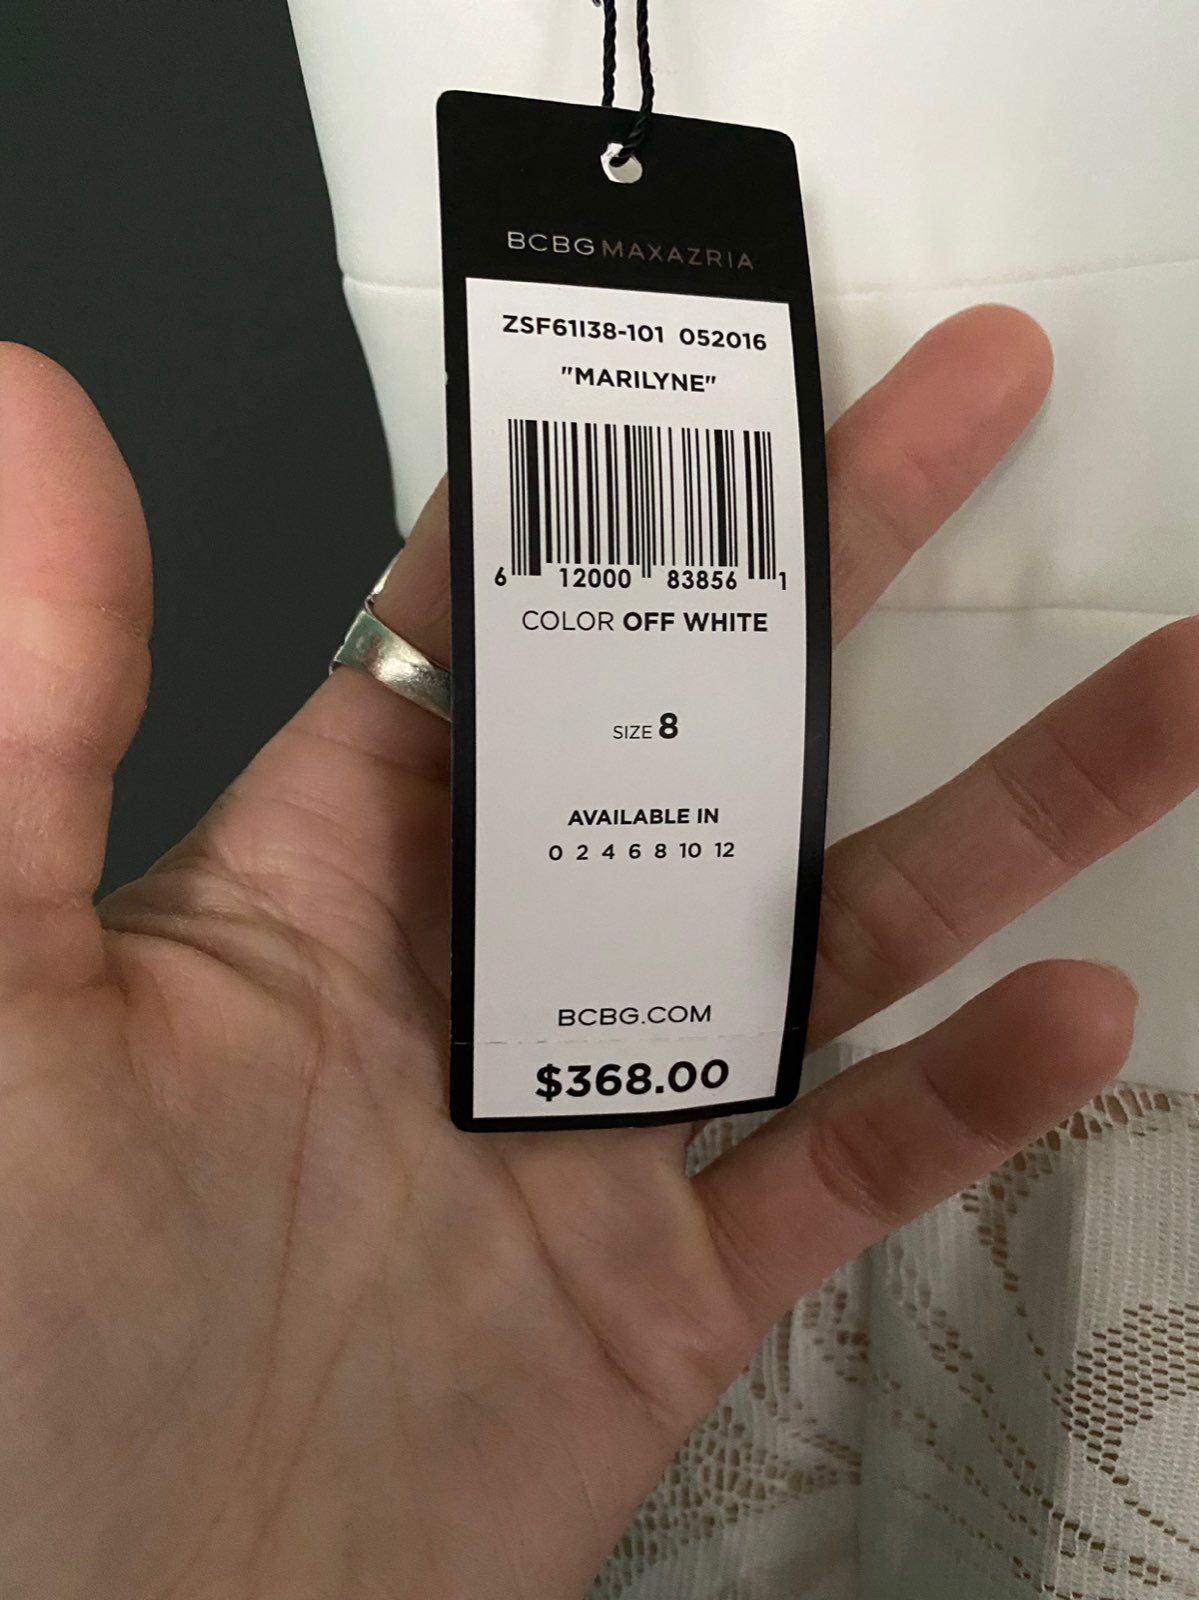 BCBGMAXAZRIA
ZSF61I38-101 052016
"MARILYNE"
6 12000 83856 1
COLOR OFF WHITE
SIZE 8
AVAILABLE IN
0 2 4 6 8 10 12
BCBG.COM
$368.00